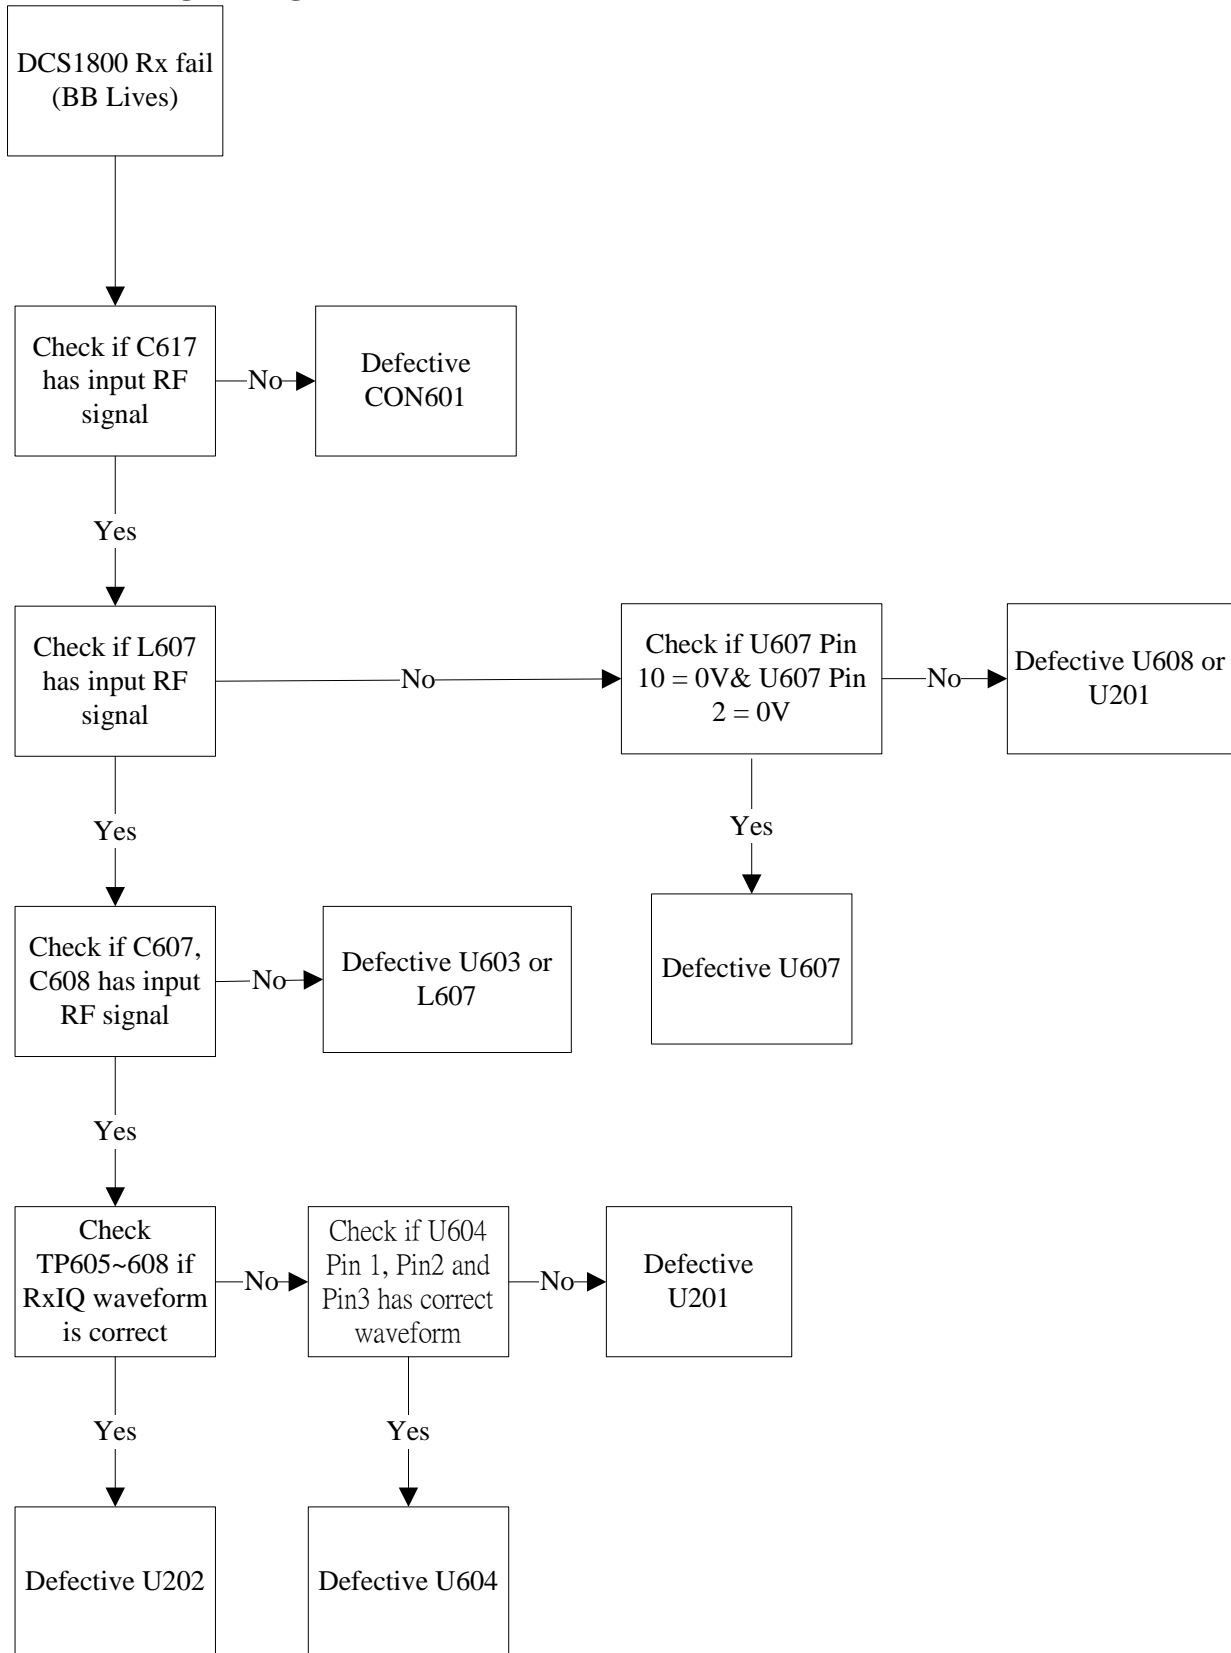 DCS1800 Rx fail
(BB Lives)
Check if C617
has input RF
signal
No
Defective
CON601
Yes
Check if L607
has input RF
signal
No
Check if U607 Pin
10 = 0V& U607 Pin
2 = 0V
No
Defective U608 or
U201
Yes
Yes
Defective U607
Check if C607,
C608 has input
RF signal
No
Defective U603 or
L607
Yes
Check
TP605~608 if
RxIQ waveform
is correct
No
Check if U604
Pin 1, Pin2 and
Pin3 has correct
waveform
No
Defective
U201
Yes
Yes
Defective U202
Defective U604